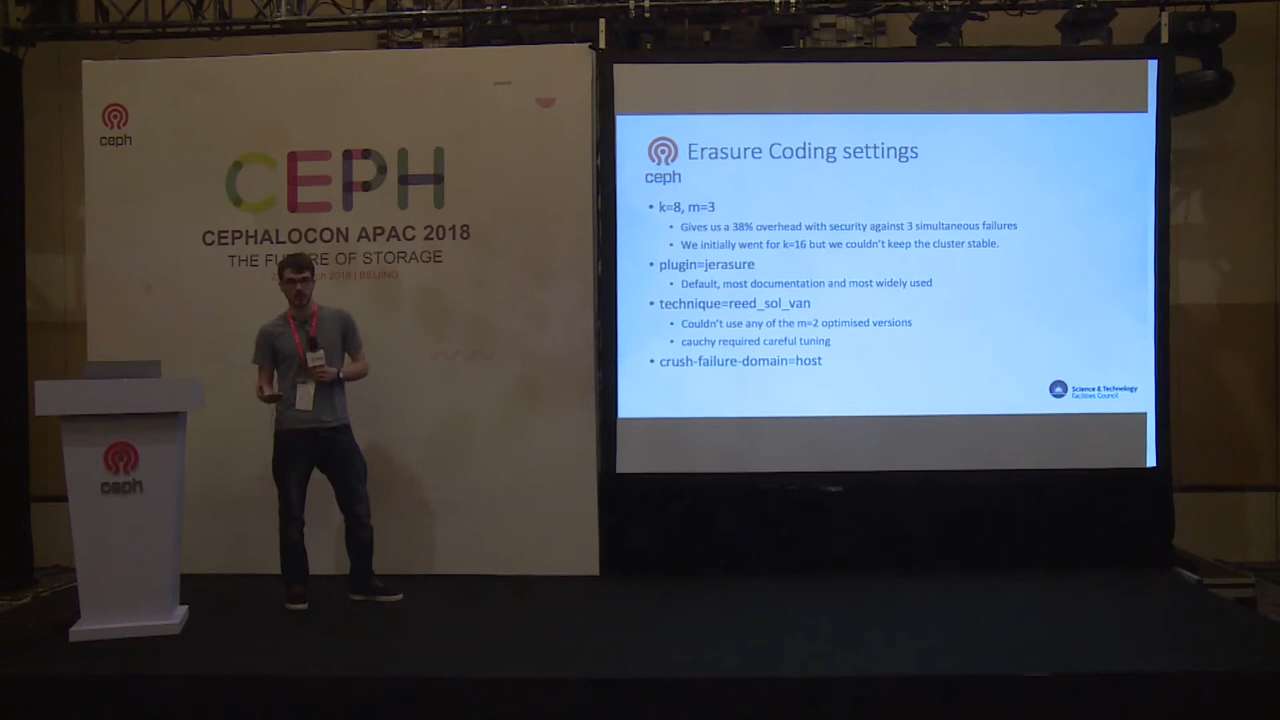 ceph
CEPH
CEPHALOCON APAC 2018
THE OF STORAGE
2018 | BEIJING
ceph
ceph
Erasure Coding settings
• k=8, m=3
• Gives us a 38% overhead with security against 3 simultaneous failures
• We initially went for k=16 but we couldn't keep the cluster stable.
• plugin=jerasure
• Default, most documentation and most widely used
• technique=reed_sol_van
• Couldn't use any of the m=2 optimised versions
• cauchy required careful tuning
• crush-failure-domain=host
Science & Technology
Facilities Council